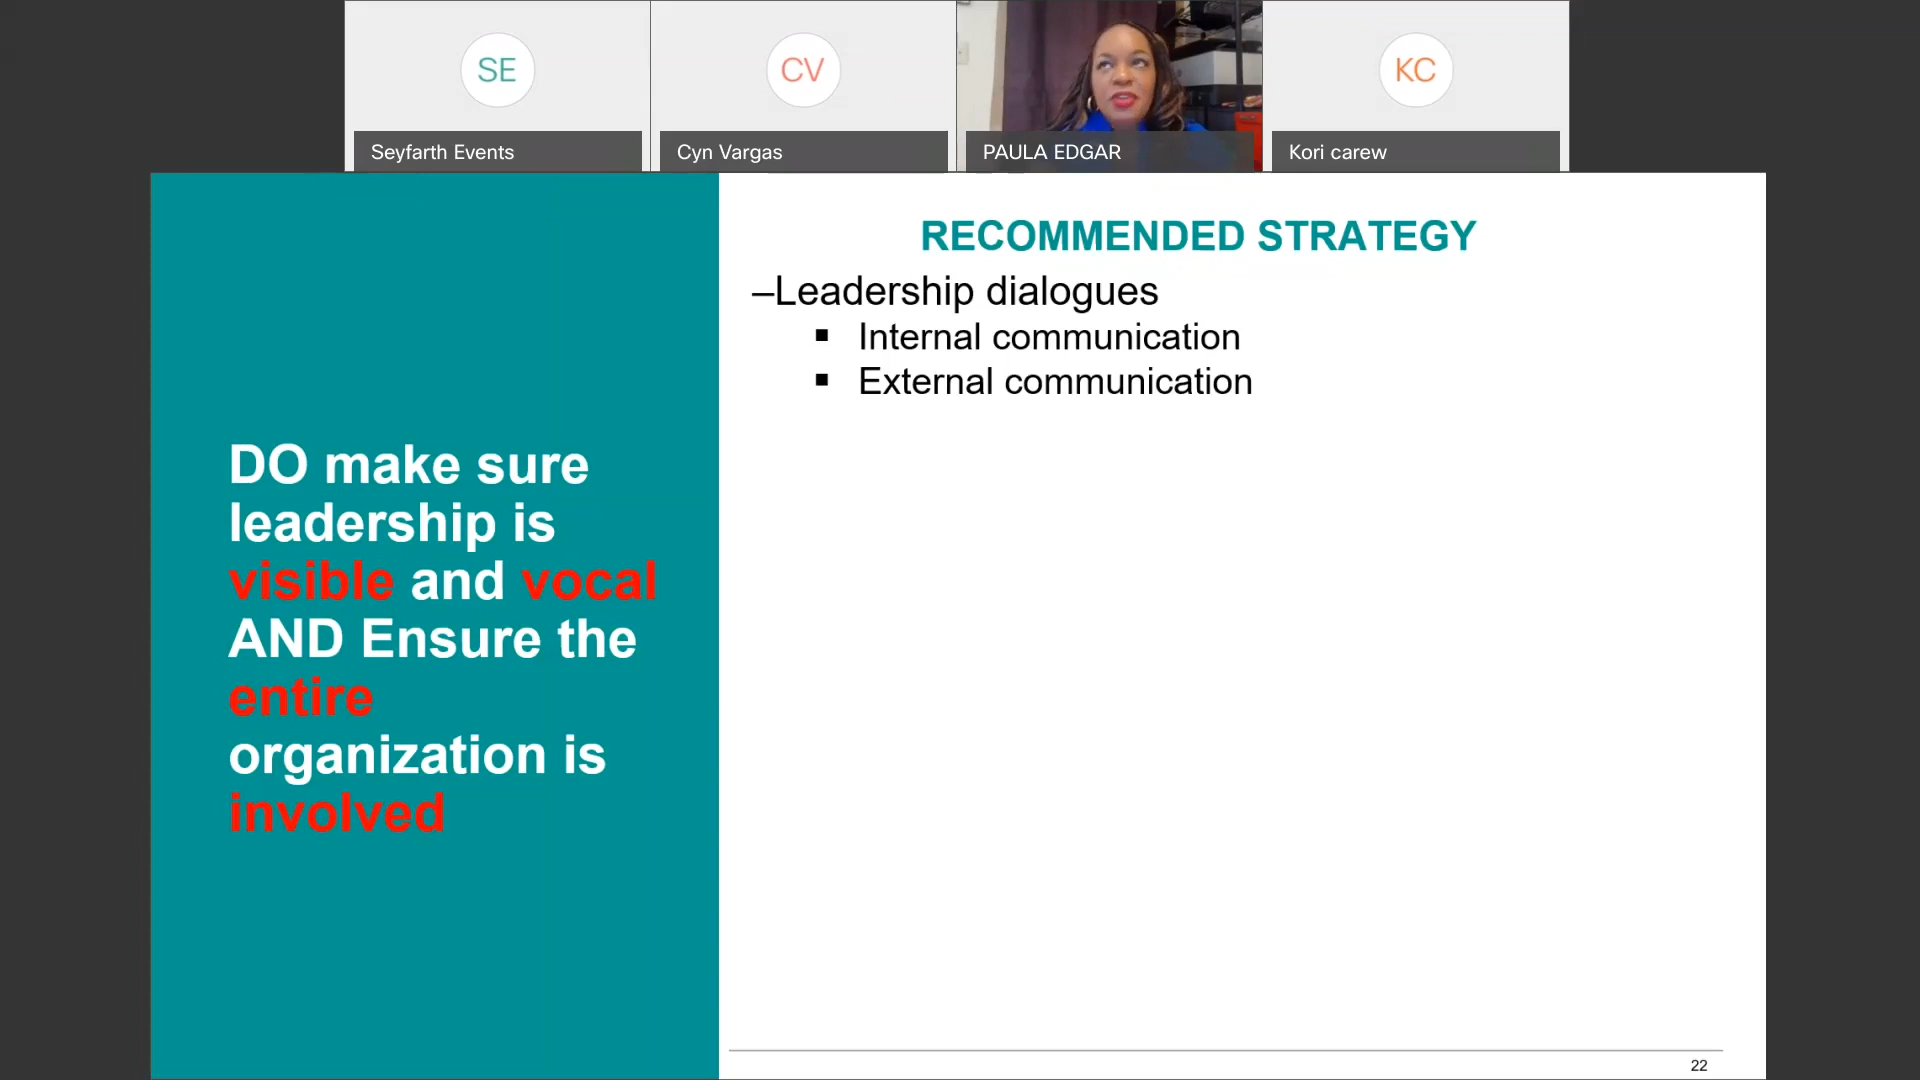 SE
CV
KC
Seyfarth Events
Cyn Vargas
PAULA EDGAR
Kori carew
DO make sure
leadership is
visible and vocal
AND Ensure the
entire
organization is
involved
RECOMMENDED STRATEGY
–Leadership dialogues
▪ Internal communication
▪ External communication
22